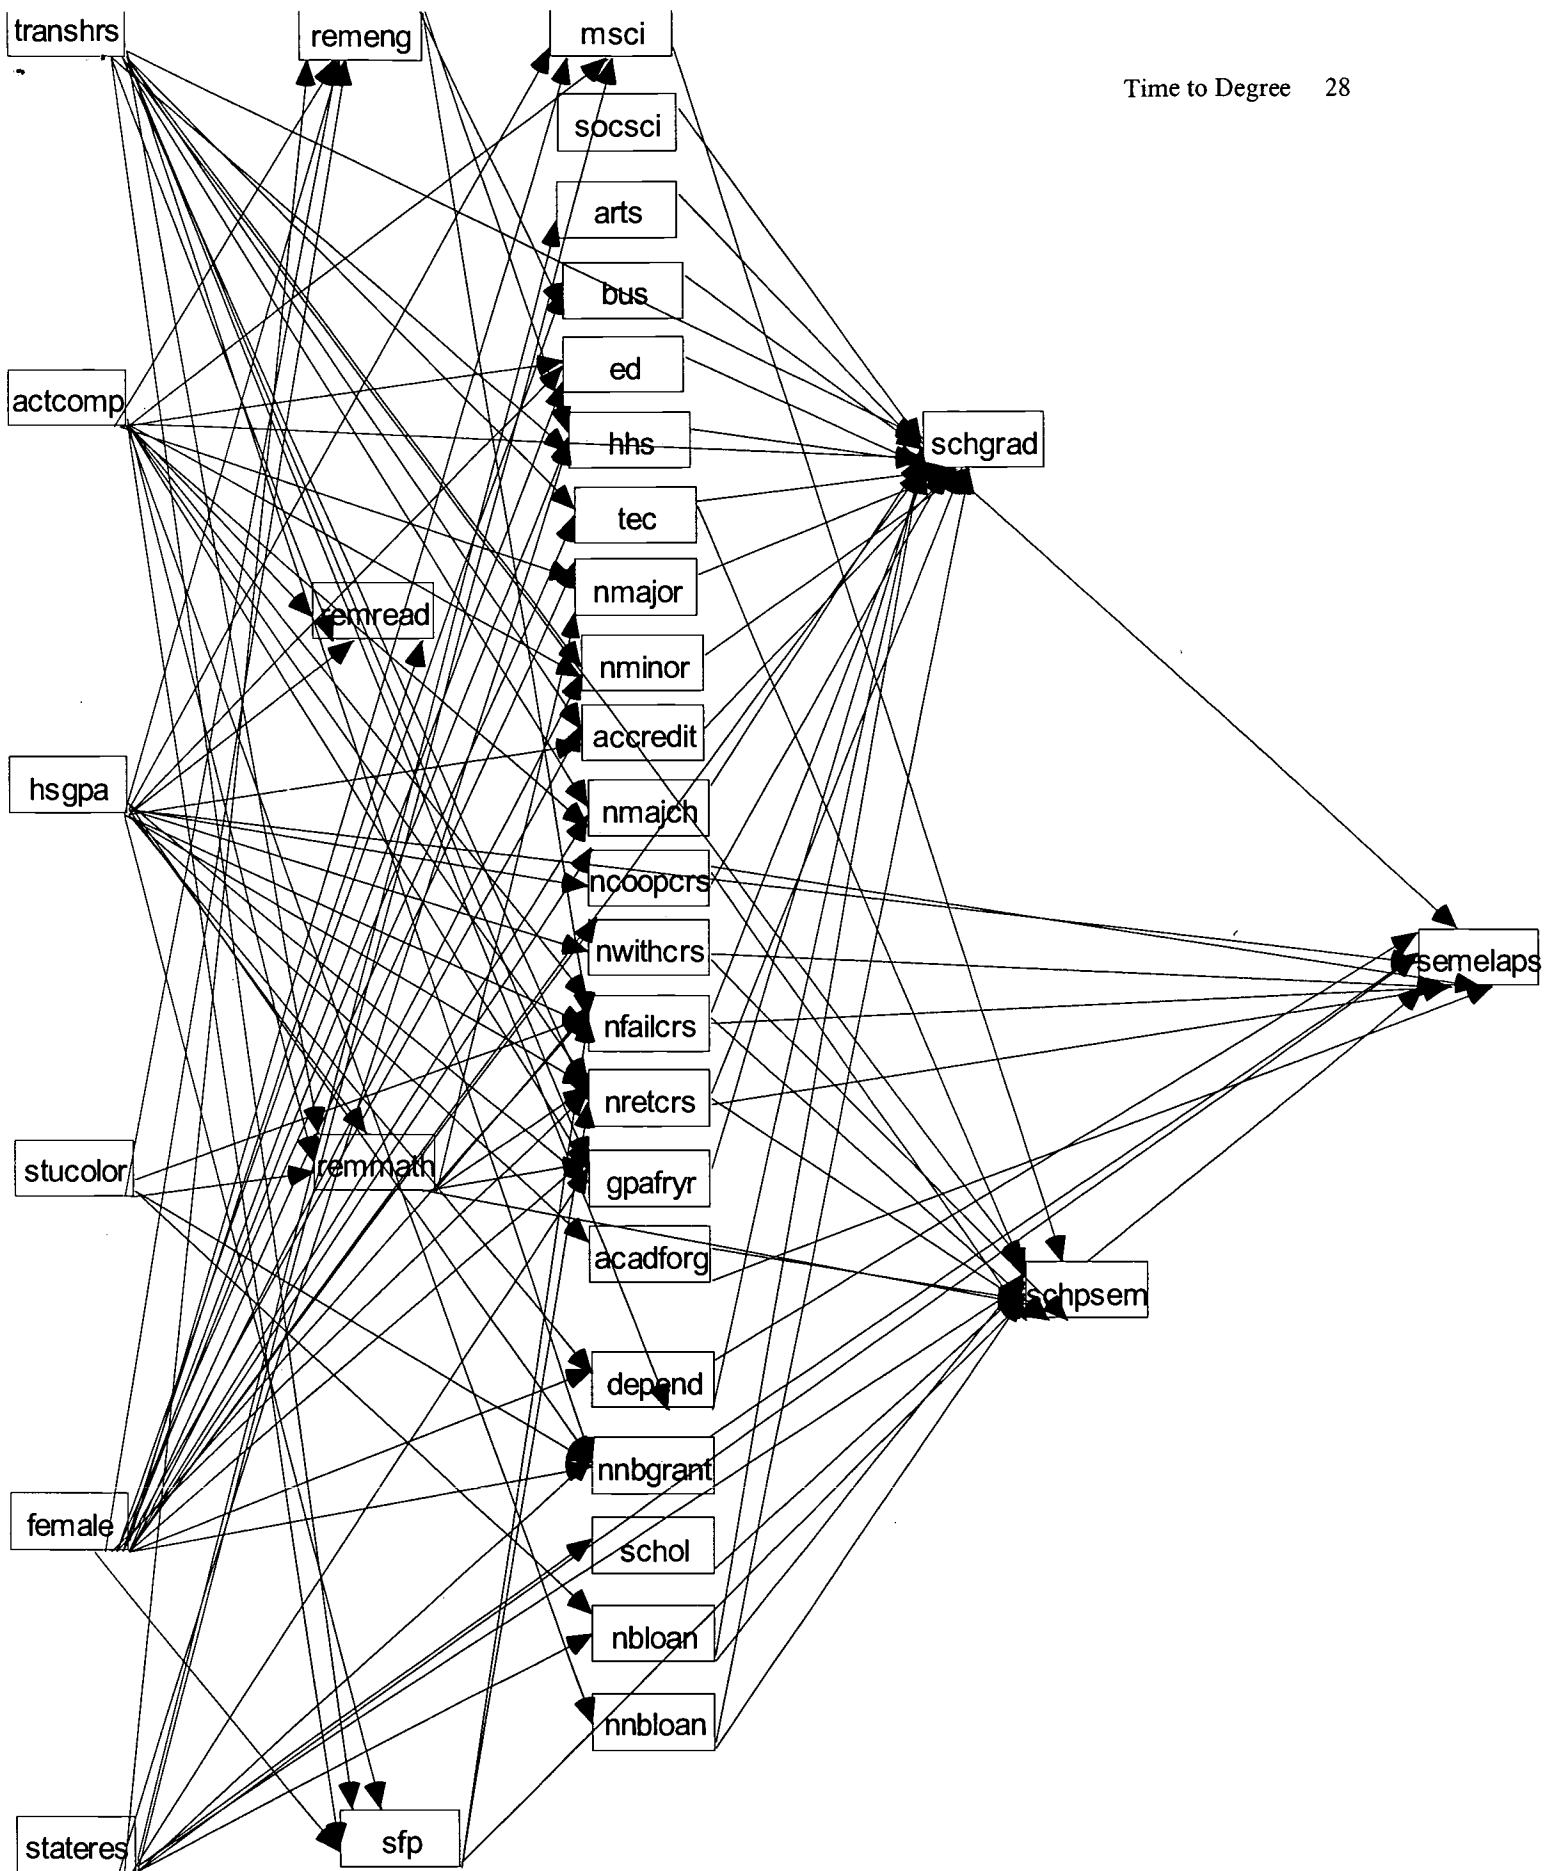 Time to Degree 28
transhrs
remeng
msci
socsci
arts
bus
ed
actcomp
hhs
schgrad
tec
nmajor
remread
nminor
accredit
hsgpa
nmajch
ncoopcrs
nwithcrs
semelaps
nfailcrs
nretcrs
stucolor
remmath
gpafryr
acadforg
schpsem
depend
nnbgrant
female
schol
nbloan
nnbloan
stateres
sfp